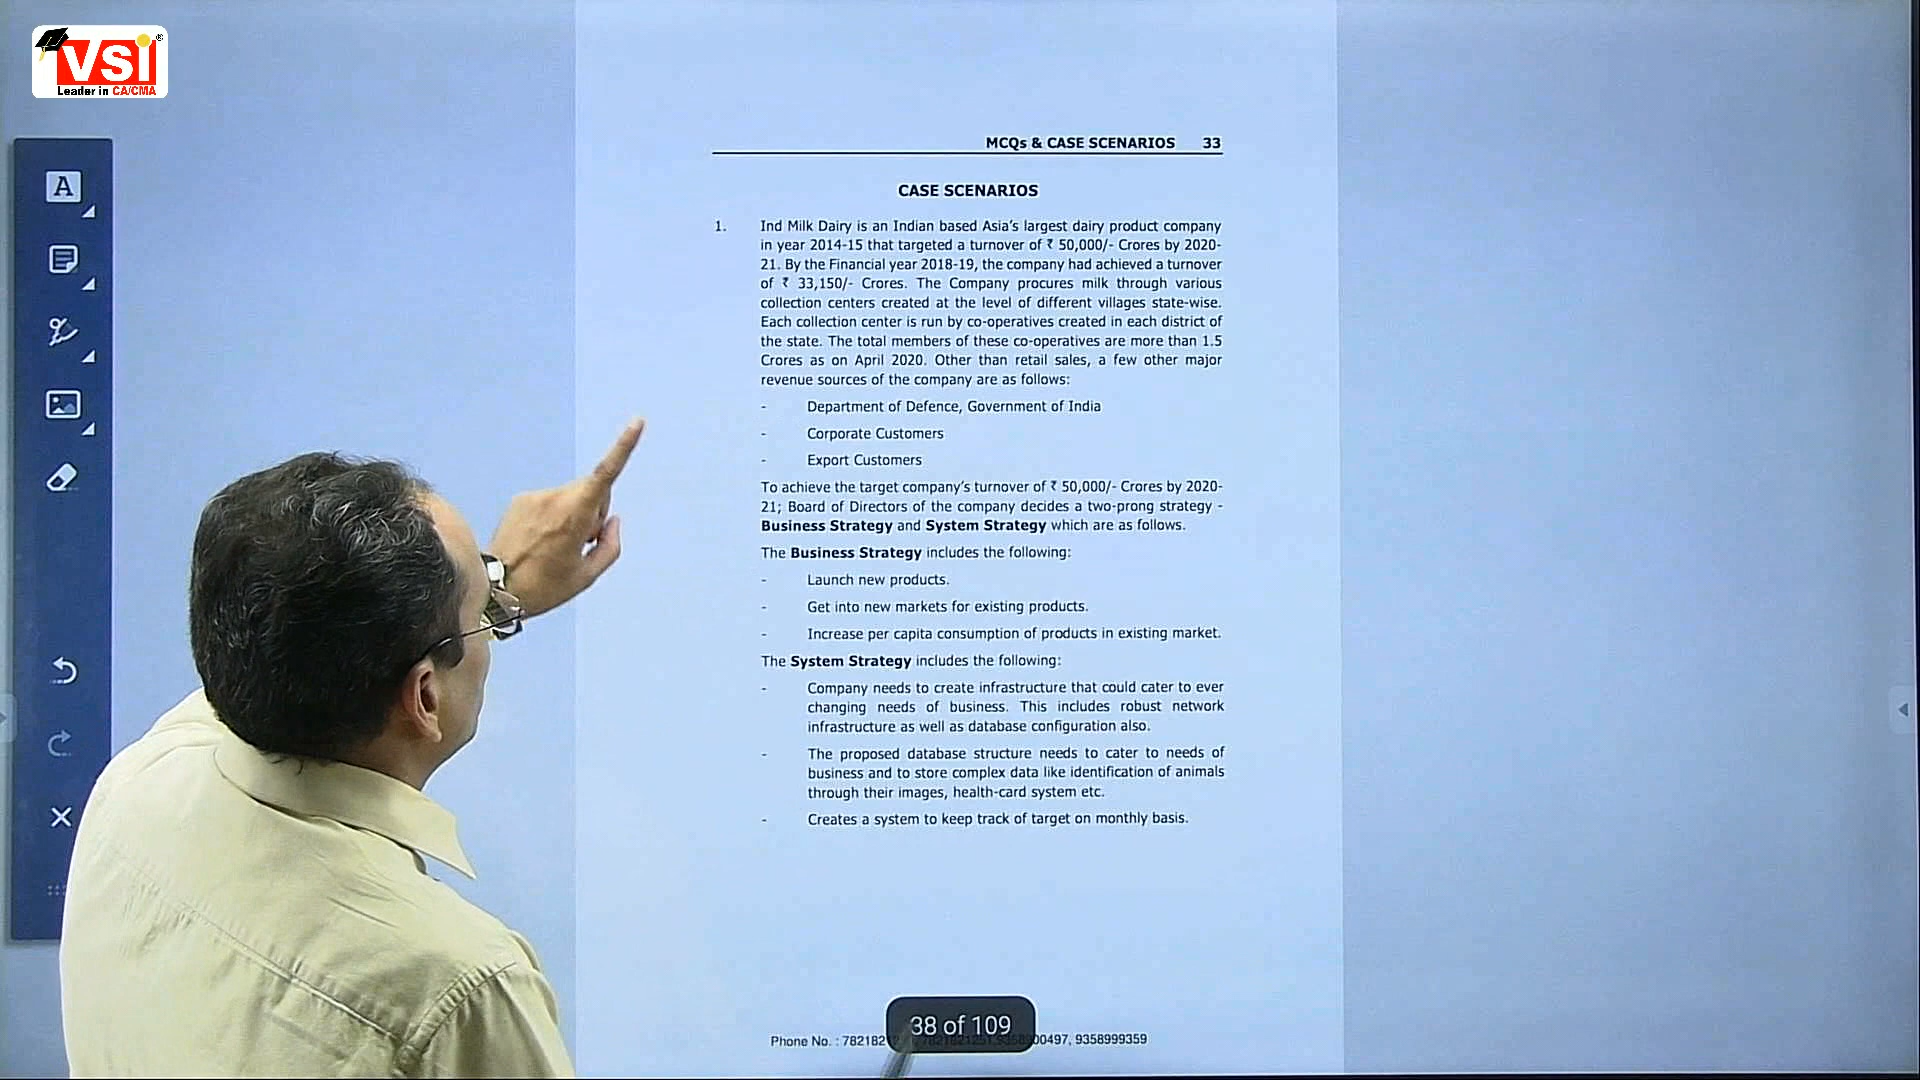 VSI
®
Leader in CA/CMA
A
MCQs & CASE SCENARIOS 33
CASE SCENARIOS
1. Ind Milk Dairy is an Indian based Asia's largest dairy product company
in year 2014-15 that targeted a turnover of ₹ 50,000/- Crores by 2020-
21. By the Financial year 2018-19, the company had achieved a turnover
of ₹ 33,150/- Crores. The Company procures milk through various
collection centers created at the level of different villages state-wise.
Each collection center is run by co-operatives created in each district of
the state. The total members of these co-operatives are more than 1.5
Crores as on April 2020. Other than retail sales, a few other major
revenue sources of the company are as follows:
- Department of Defence, Government of India
- Corporate Customers
- Export Customers
To achieve the target company's turnover of ₹ 50,000/- Crores by 2020-
21; Board of Directors of the company decides a two-prong strategy -
Business Strategy and System Strategy which are as follows.
The Business Strategy includes the following:
- Launch new products.
- Get into new markets for existing products.
- Increase per capita consumption of products in existing market.
The System Strategy includes the following:
- Company needs to create infrastructure that could cater to ever
changing needs of business. This includes robust network
infrastructure as well as database configuration also.
- The proposed database structure needs to cater to needs of
business and to store complex data like identification of animals
through their images, health-card system etc.
- Creates a system to keep track of target on monthly basis.
38 of 109
Phone No. : 9358999359